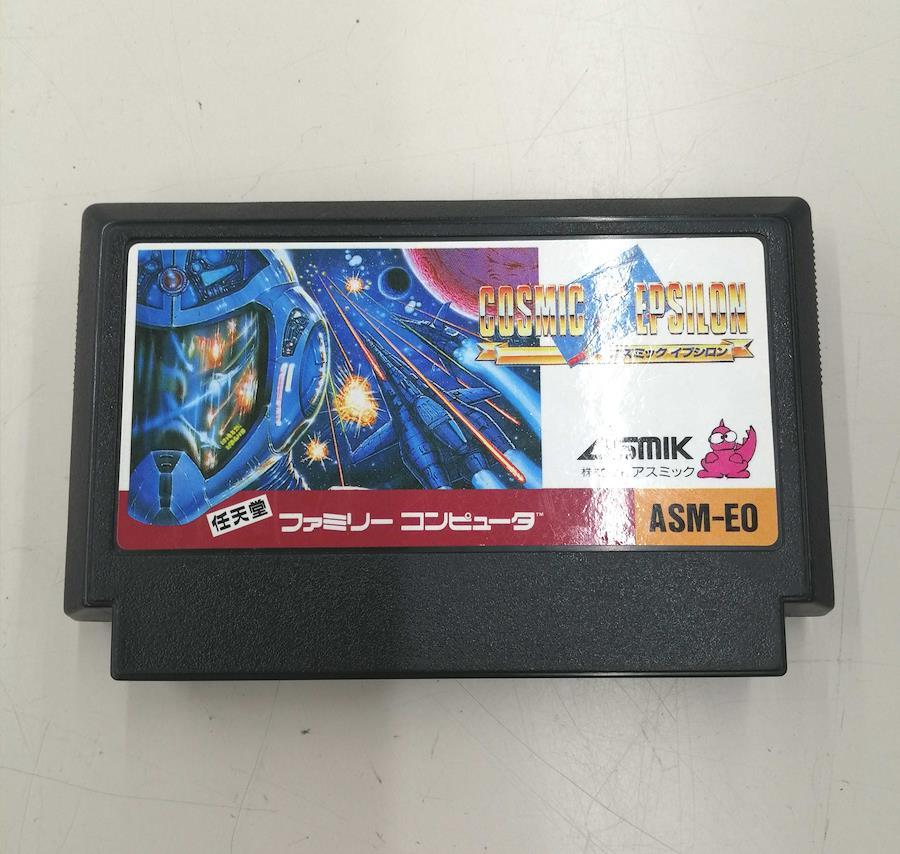 COSMIC EPSILON
スミック イプシロン
ASMIK
アスミック
任天堂
ファミリー コンピュータ™
ASM-EO